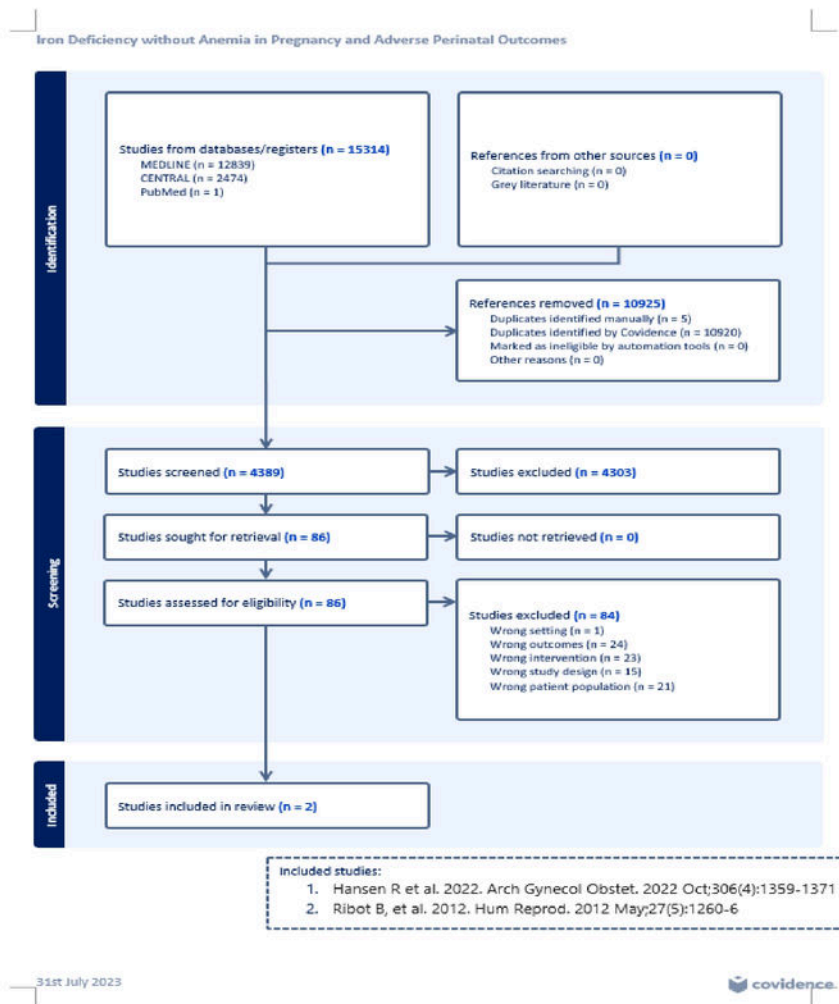 Iron Deficiency without Anemia in Pregnancy and Adverse Perinatal Outcomes
Identification
Studies from databases/registers (n = 15314)
MEDLINE (n = 12839)
CENTRAL (n = 2474)
PubMed (n = 1)
References from other sources (n = 0)
Citation searching (n = 0)
Grey literature (n = 0)
References removed (n = 10925)
Duplicates identified manually (n = 5)
Duplicates identified by Covidence (n = 10920)
Marked as ineligible by automation tools (n = 0)
Other reasons (n = 0)
Screening
Studies screened (n = 4389)
Studies excluded (n = 4303)
Studies sought for retrieval (n = 86)
Studies not retrieved (n = 0)
Studies assessed for eligibility (n = 86)
Studies excluded (n = 84)
Wrong setting (n = 1)
Wrong outcomes (n = 24)
Wrong intervention (n = 23)
Wrong study design (n = 15)
Wrong patient population (n = 21)
Included
Studies included in review (n = 2)
Included studies:
1. Hansen R et al. 2022. Arch Gynecol Obstet. 2022 Oct;306(4):1359-1371
2. Ribot B, et al. 2012. Hum Reprod. 2012 May;27(5):1260-6
31st July 2023
covidence